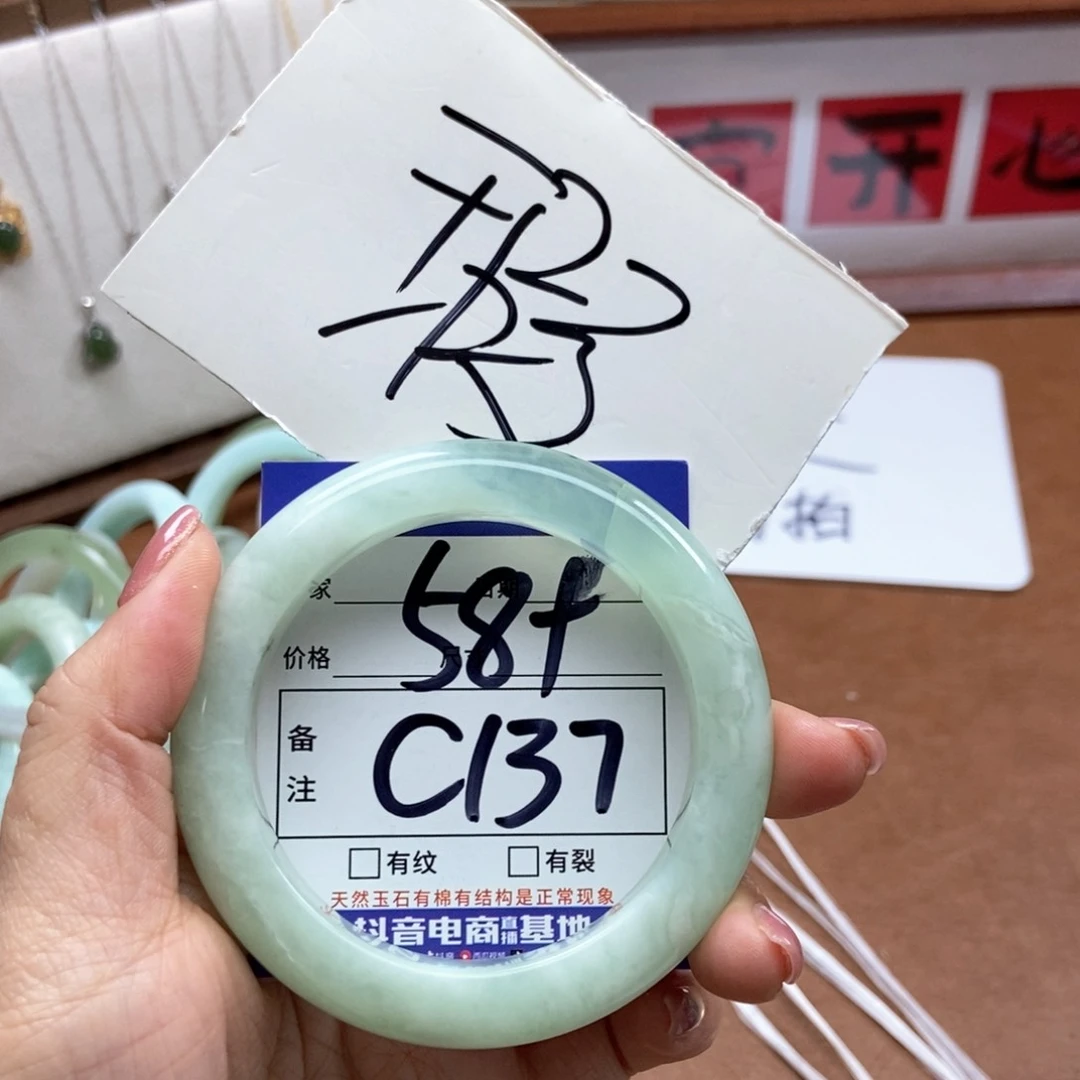 开心
58+
家
价格
备注
C137
有纹 有裂
天然玉石有棉有结构是正常现象
抖音电商直播基地
拍